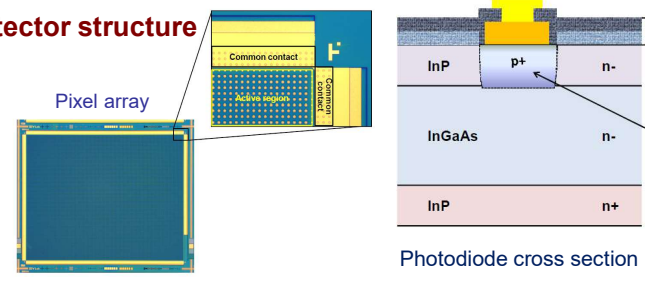 tector structure
Common contact
Active region
Common
contact
Pixel array
p+
InP n-
InGaAs n-
InP n+
Photodiode cross section